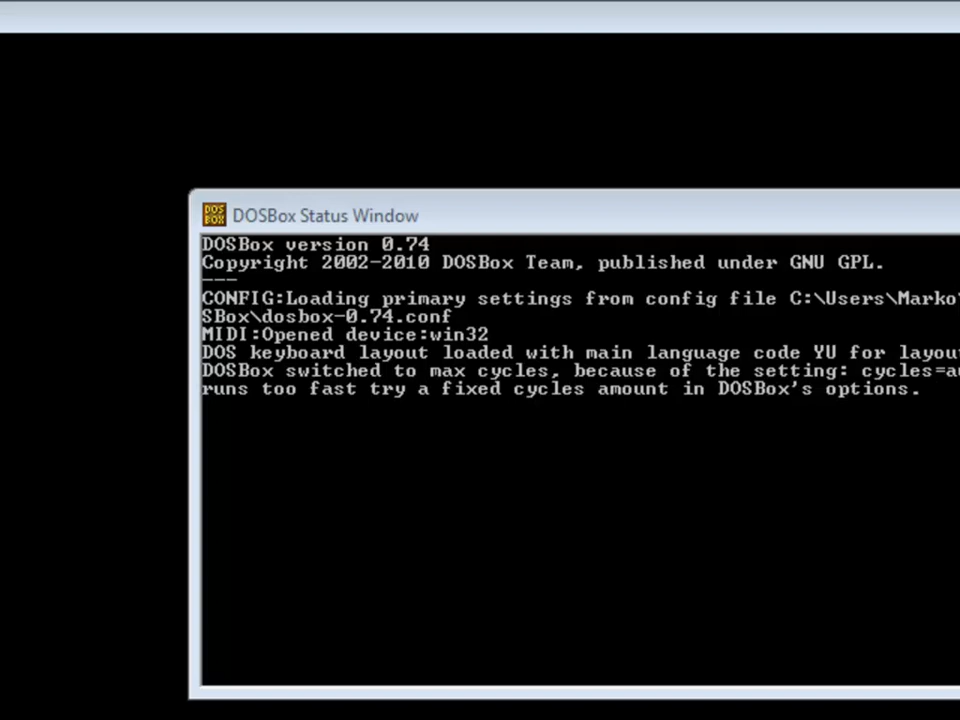 DOS
BOX
DOSBox Status Window
DOSBox version 0.74
Copyright 2002-2010 DOSBox Team, published under GNU GPL.
---
CONFIG:Loading primary settings from config file C:\Users\Marko
SBox\dosbox-0.74.conf
MIDI:Opened device:win32
DOS keyboard layout loaded with main language code YU for layou
DOSBox switched to max cycles, because of the setting: cycles=a
runs too fast try a fixed cycles amount in DOSBox's options.